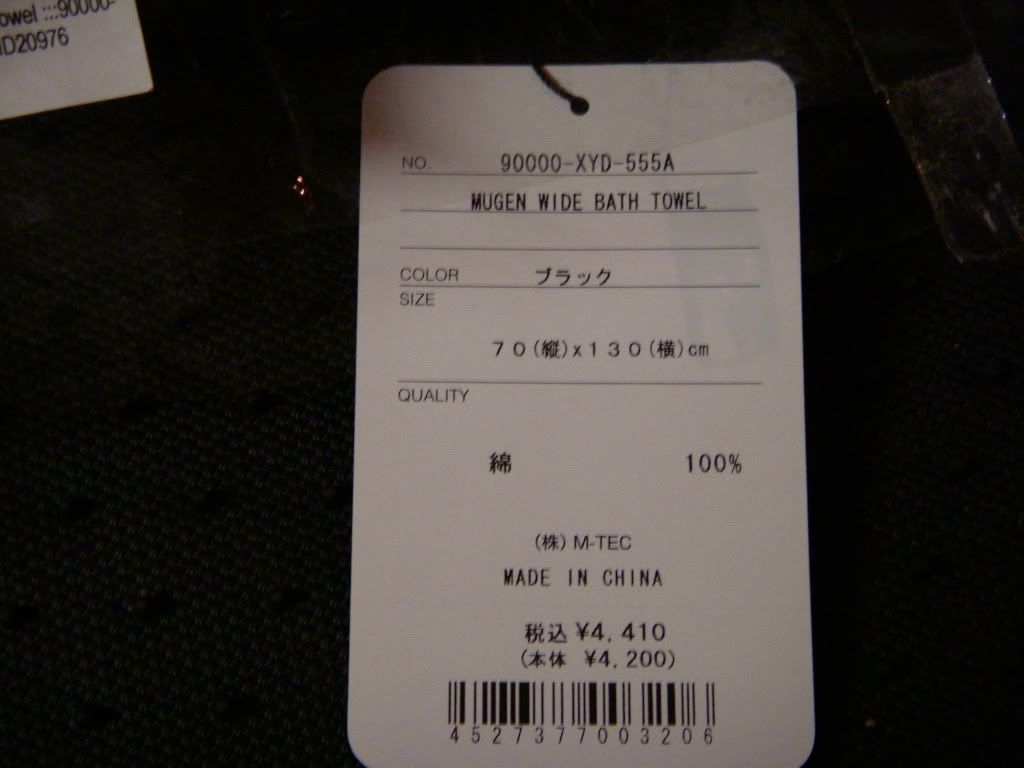 owel :::90000-
ID20976
NO. 90000-XYD-555A
MUGEN WIDE BATH TOWEL
COLOR ブラック
SIZE
７０(縦)x１３０(横)cm
QUALITY
綿 100%
(株) M-TEC
MADE IN CHINA
税込 ¥4,410
(本体 ¥4,200)
4527377003206